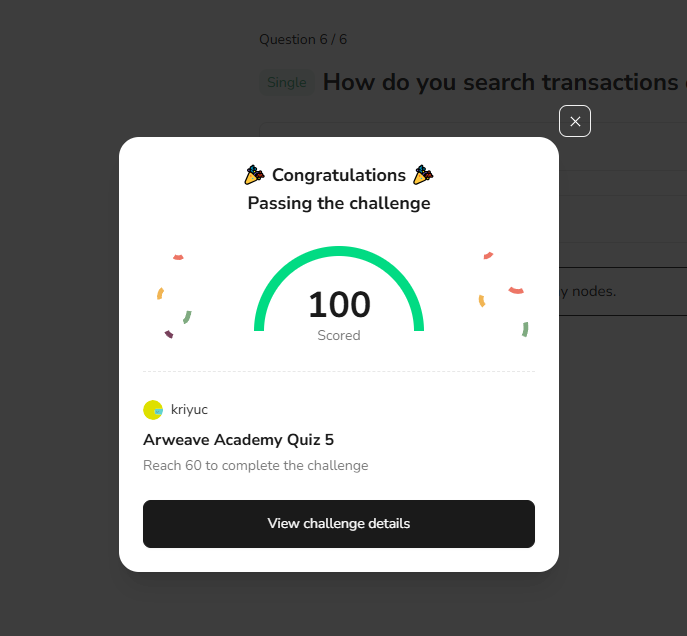 Question 6 / 6
Single How do you search transactions
Congratulations
Passing the challenge
y nodes.
100
Scored
kriyuc
Arweave Academy Quiz 5
Reach 60 to complete the challenge
View challenge details